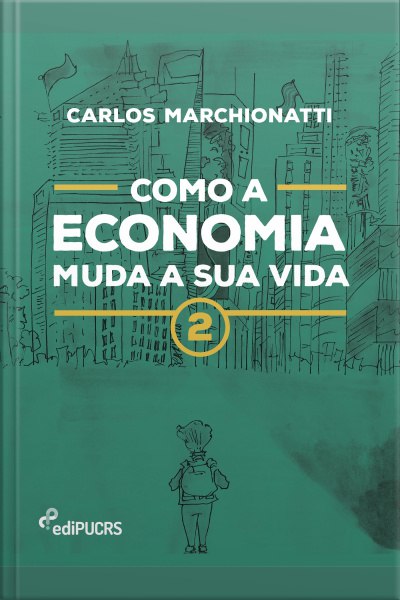 CARLOS MARCHIONATTI
COMO A
ECONOMIA
MUDA A SUA VIDA
2
ediPUCRS